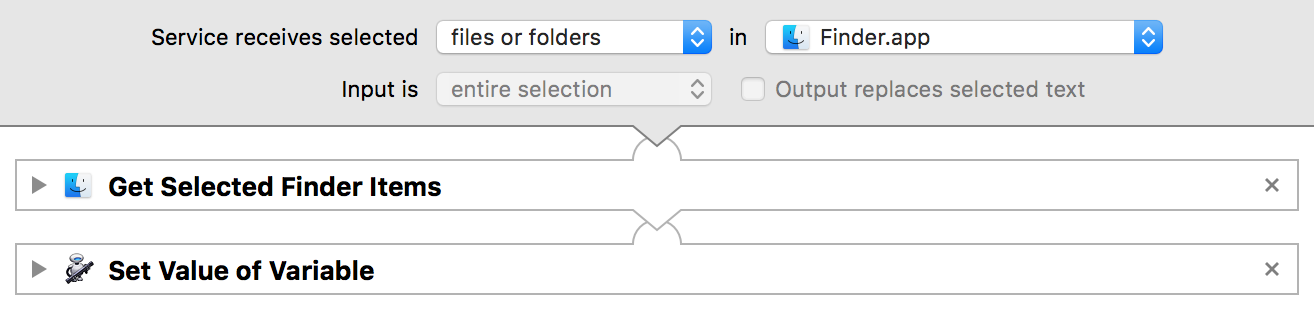 Service receives selected files or folders in Finder.app
Input is entire selection Output replaces selected text
Get Selected Finder Items
Set Value of Variable